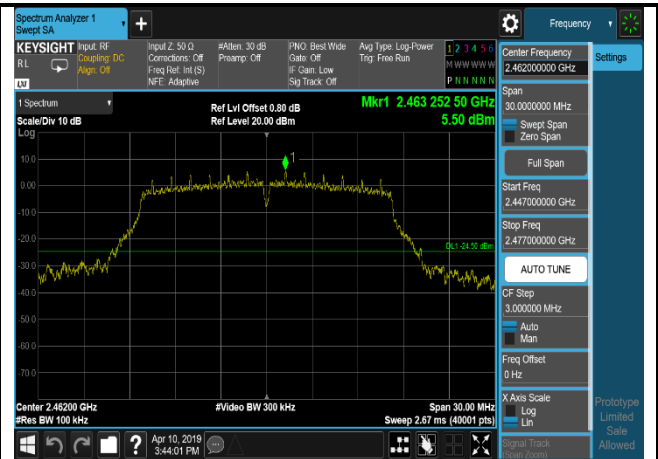 Spectrum Analyzer 1
Swept SA
Frequency
KEYSIGHT
RL
LXI
Input: RF
Coupling: DC
Align: Off
Input Z: 50 Ω
Corrections: Off
Freq Ref: Int (S)
NFE: Adaptive
#Atten: 30 dB
Preamp: Off
PNO: Best Wide
Gate: Off
IF Gain: Low
Sig Track: Off
Avg Type: Log-Power
Trig: Free Run
1 2 3 4 5 6
M W W W W W
P N N N N N
1 Spectrum
Scale/Div 10 dB
Log
Ref Lvl Offset 0.80 dB
Ref Level 20.00 dBm
Mkr1 2.463 252 50 GHz
5.50 dBm
1
10.0
0.00
-10.0
-20.0
DL1 -24.50 dBm
-30.0
-40.0
-50.0
-60.0
-70.0
Center 2.46200 GHz
#Res BW 100 kHz
#Video BW 300 kHz
Span 30.00 MHz
Sweep 2.67 ms (40001 pts)
Apr 10, 2019
3:44:01 PM
Center Frequency
2.462000000 GHz
Settings
Span
30.0000000 MHz
Swept Span
Zero Span
Full Span
Start Freq
2.447000000 GHz
Stop Freq
2.477000000 GHz
AUTO TUNE
CF Step
3.000000 MHz
Auto
Man
Freq Offset
0 Hz
X Axis Scale
Log
Lin
Signal Track
(Span Zoom)
Prototype
Limited
Sale
Allowed